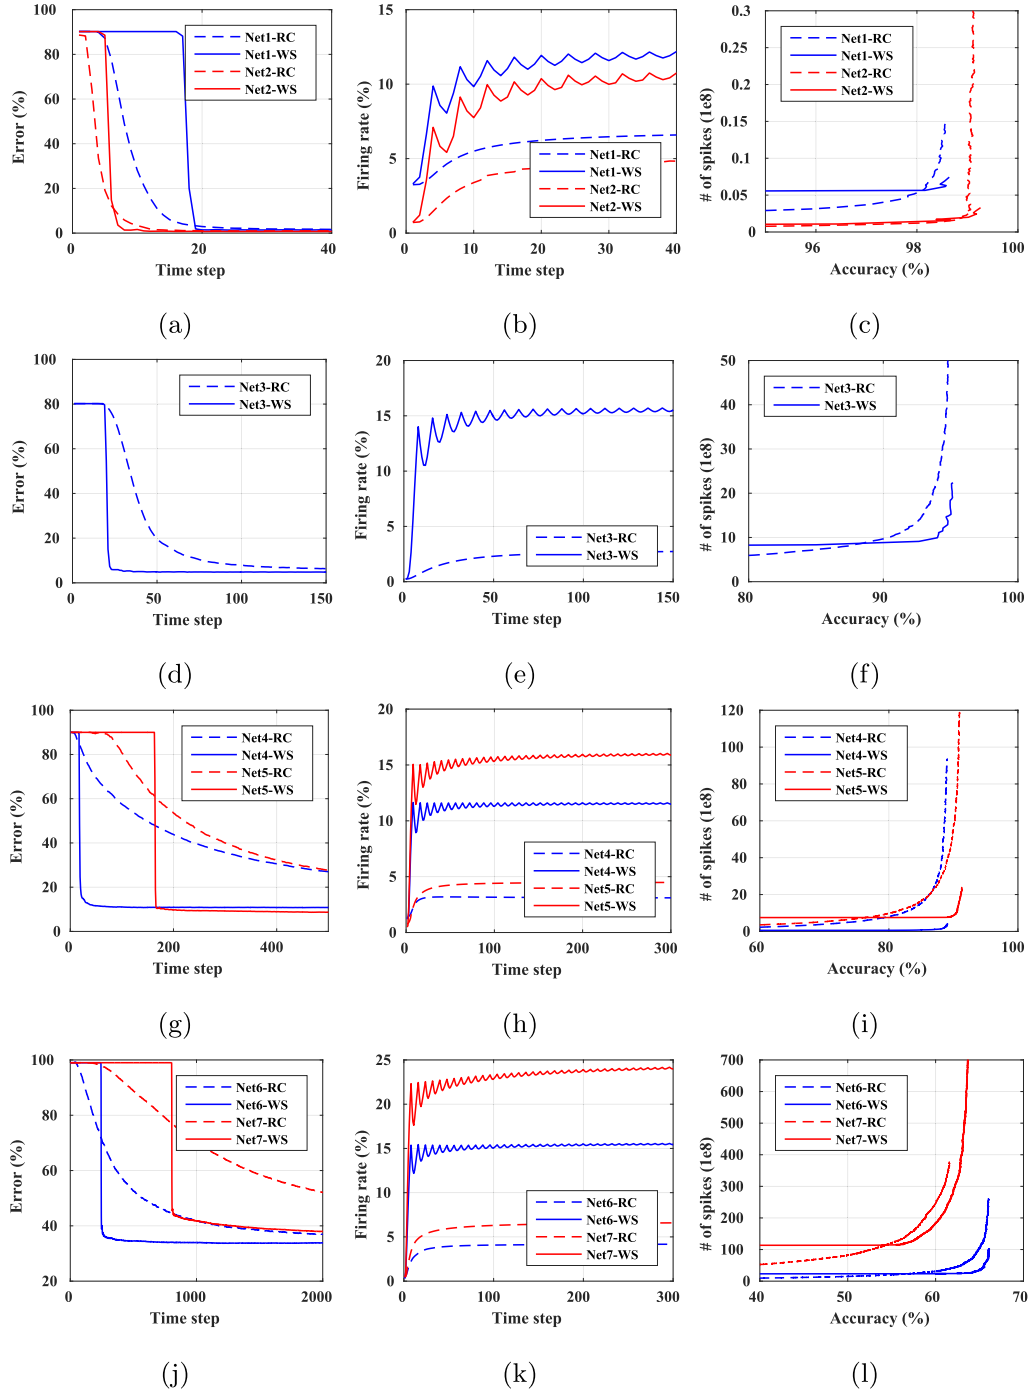 Error (%)
100
80
60
40
20
0
0
20
40
Time step
Net1-RC
Net1-WS
Net2-RC
Net2-WS
(a)
Firing rate (%)
15
10
5
0
0
10
20
30
40
Time step
Net1-RC
Net1-WS
Net2-RC
Net2-WS
(b)
# of spikes (1e8)
0.3
0.25
0.2
0.15
0.1
0.05
0
96
98
100
Accuracy (%)
Net1-RC
Net1-WS
Net2-RC
Net2-WS
(c)
Error (%)
100
80
60
40
20
0
0
50
100
150
Time step
Net3-RC
Net3-WS
(d)
Firing rate (%)
20
15
10
5
0
0
50
100
150
Time step
Net3-RC
Net3-WS
(e)
# of spikes (1e8)
50
40
30
20
10
0
80
90
100
Accuracy (%)
Net3-RC
Net3-WS
(f)
Error (%)
100
80
60
40
20
0
0
200
400
Time step
Net4-RC
Net4-WS
Net5-RC
Net5-WS
(g)
Firing rate (%)
20
15
10
5
0
0
100
200
300
Time step
Net4-RC
Net4-WS
Net5-RC
Net5-WS
(h)
# of spikes (1e8)
120
100
80
60
40
20
0
60
80
100
Accuracy (%)
Net4-RC
Net4-WS
Net5-RC
Net5-WS
(i)
Error (%)
100
80
60
40
20
0
1000
2000
Time step
Net6-RC
Net6-WS
Net7-RC
Net7-WS
(j)
Firing rate (%)
25
20
15
10
5
0
0
100
200
300
Time step
Net6-RC
Net6-WS
Net7-RC
Net7-WS
(k)
# of spikes (1e8)
700
600
500
400
300
200
100
0
40
50
60
70
Accuracy (%)
Net6-RC
Net6-WS
Net7-RC
Net7-WS
(l)